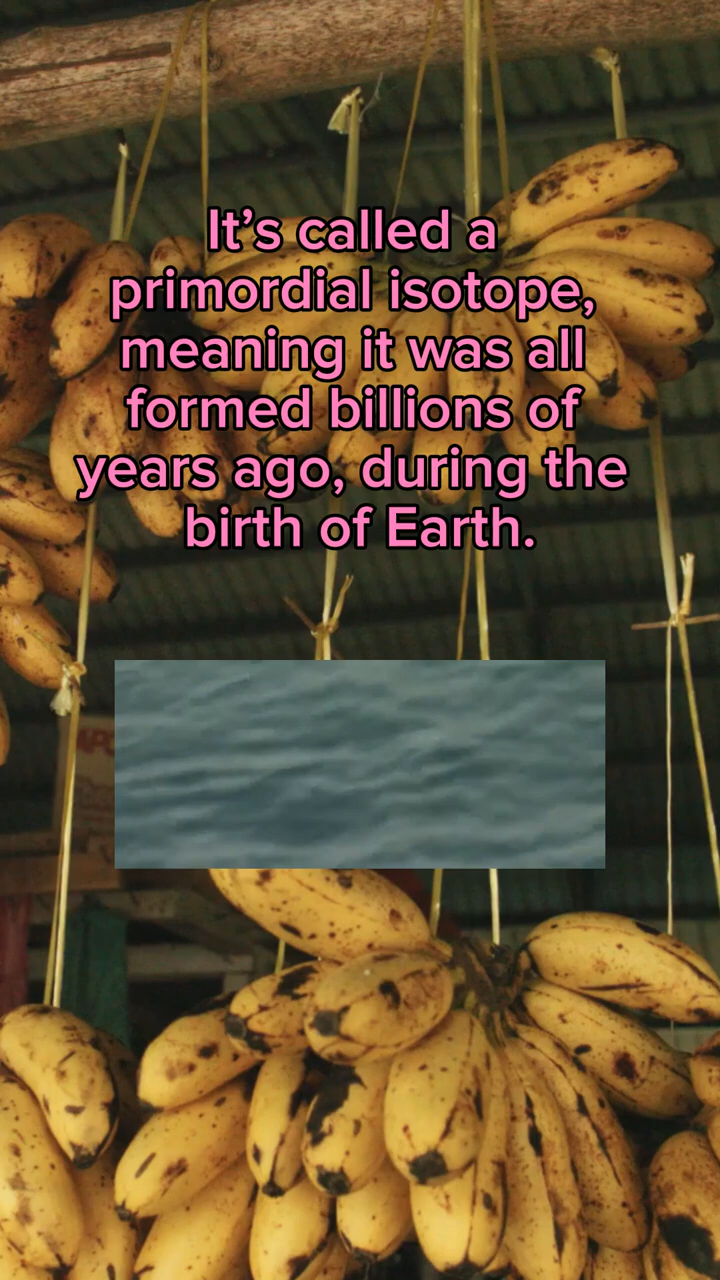 It’s called a
primordial isotope,
meaning it was all
formed billions of
years ago, during the
birth of Earth.